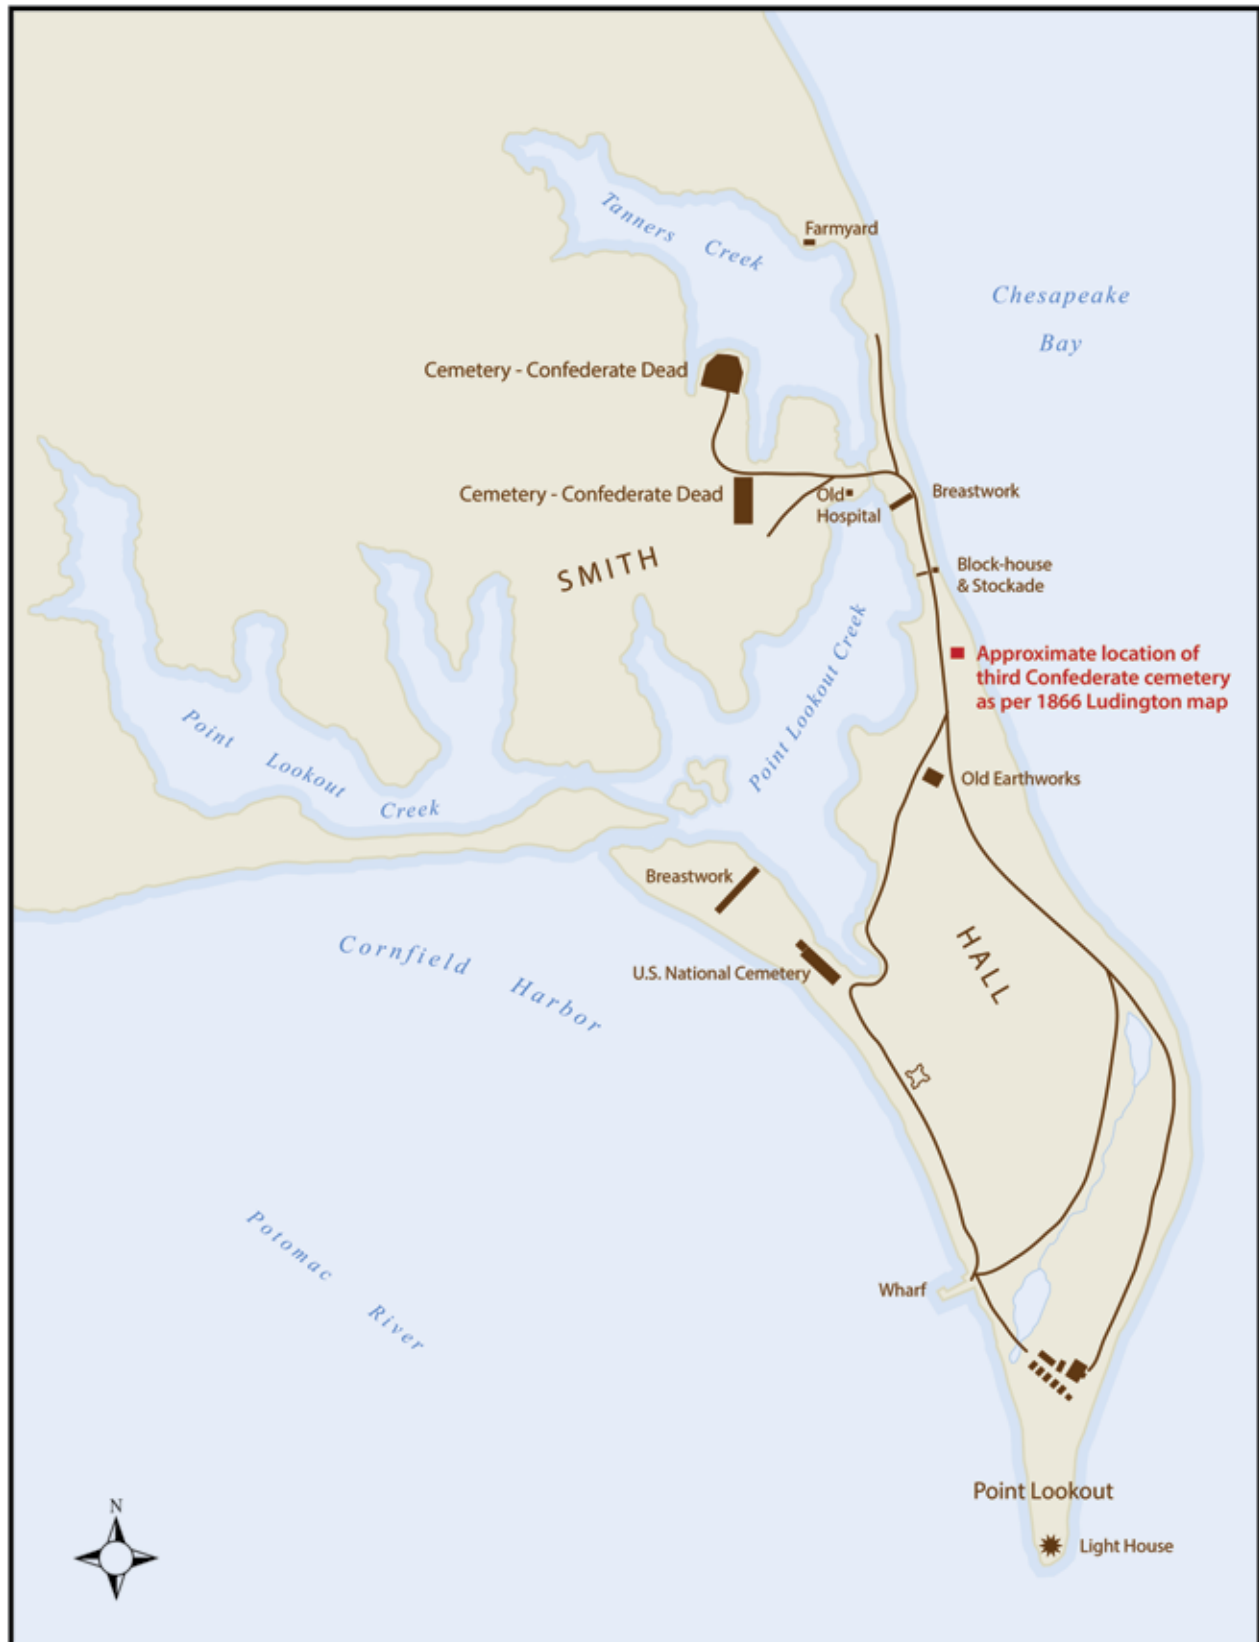 Tanners Creek
Farmyard
Chesapeake
Bay
Cemetery - Confederate Dead
Cemetery - Confederate Dead
Old
Hospital
Breastwork
SMITH
Block-house
& Stockade
Approximate location of
third Confederate cemetery
as per 1866 Ludington map
Point Lookout Creek
Point Lookout Creek
Old Earthworks
Breastwork
HALL
U.S. National Cemetery
Cornfield Harbor
Potomac River
Wharf
Point Lookout
Light House
N